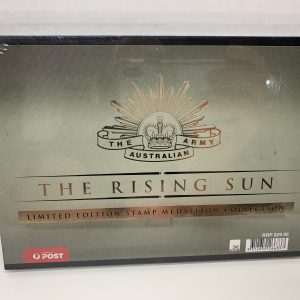 THE ARMY
AUSTRALIAN
THE RISING SUN
LIMITED EDITION STAMP MEDALLION COLLECTION
POST